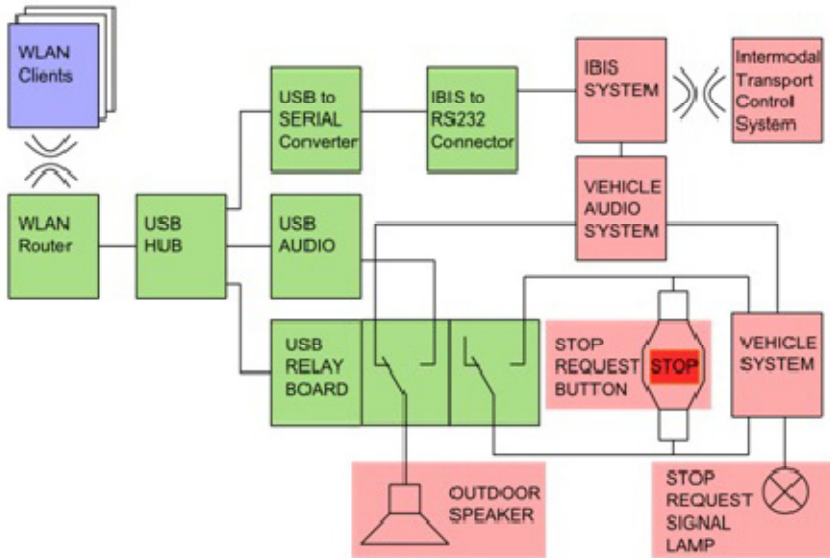 WLAN
Clients
WLAN
Router
USB
HUB
USB to
SERIAL
Converter
IBIS to
RS232
Connector
IBIS
SYSTEM
Intermodal
Transport
Control
System
VEHICLE
AUDIO
SYSTEM
USB
AUDIO
USB
RELAY
BOARD
STOP
REQUEST
BUTTON
STOP
VEHICLE
SYSTEM
OUTDOOR
SPEAKER
STOP
REQUEST
SIGNAL
LAMP